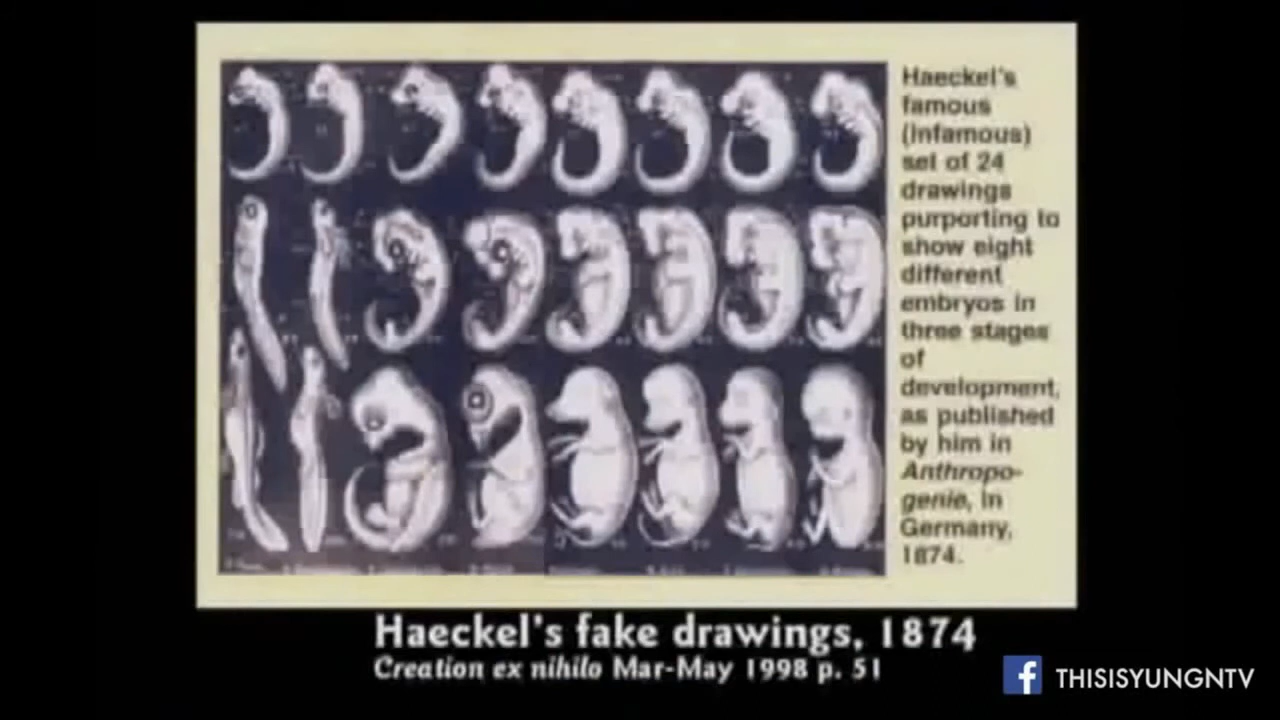 Haeckel's
famous
(infamous)
set of 24
drawings
purporting to
show eight
different
embryos in
three stages
of
development,
as published
by him in
Anthropo-
genie, in
Germany,
1874.
Haeckel's fake drawings, 1874
Creation ex nihilo Mar-May 1998 p. 51
f THISISYUNGNTV